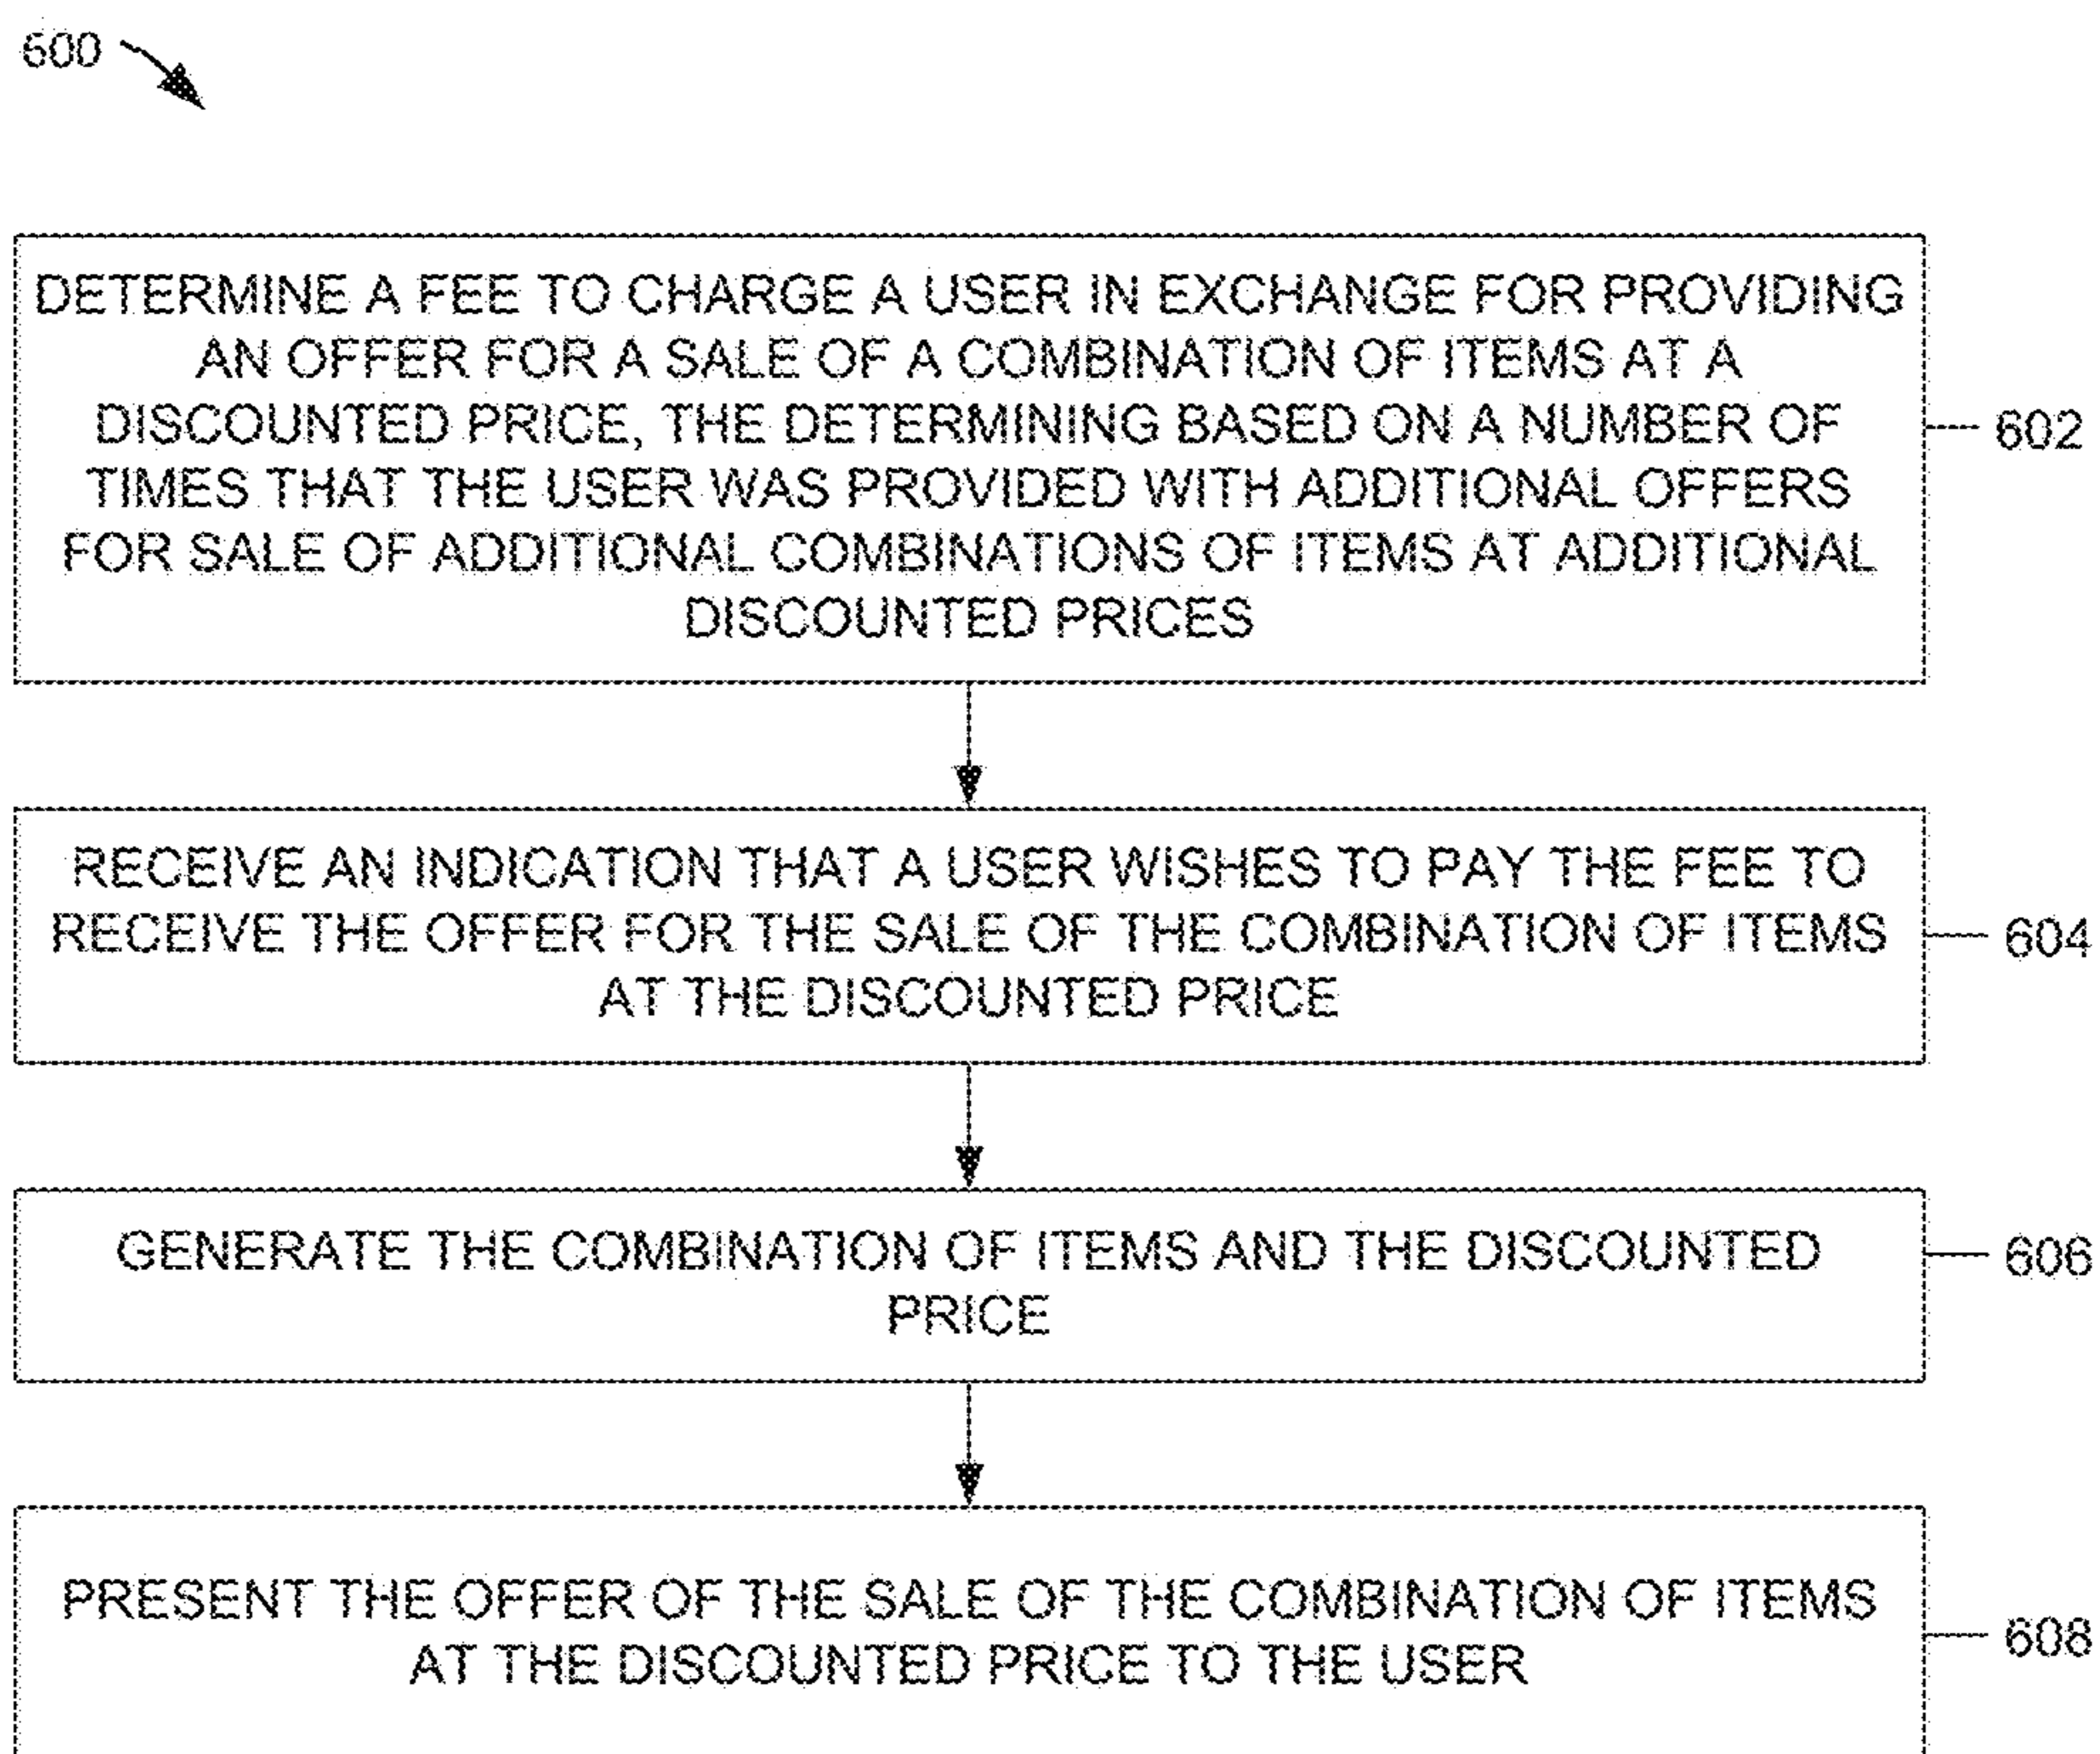 600
DETERMINE A FEE TO CHARGE A USER IN EXCHANGE FOR PROVIDING
AN OFFER FOR A SALE OF A COMBINATION OF ITEMS AT A
DISCOUNTED PRICE, THE DETERMINING BASED ON A NUMBER OF
TIMES THAT THE USER WAS PROVIDED WITH ADDITIONAL OFFERS
FOR SALE OF ADDITIONAL COMBINATIONS OF ITEMS AT ADDITIONAL
DISCOUNTED PRICES
602
RECEIVE AN INDICATION THAT A USER WISHES TO PAY THE FEE TO
RECEIVE THE OFFER FOR THE SALE OF THE COMBINATION OF ITEMS
AT THE DISCOUNTED PRICE
604
GENERATE THE COMBINATION OF ITEMS AND THE DISCOUNTED
PRICE
606
PRESENT THE OFFER OF THE SALE OF THE COMBINATION OF ITEMS
AT THE DISCOUNTED PRICE TO THE USER
608